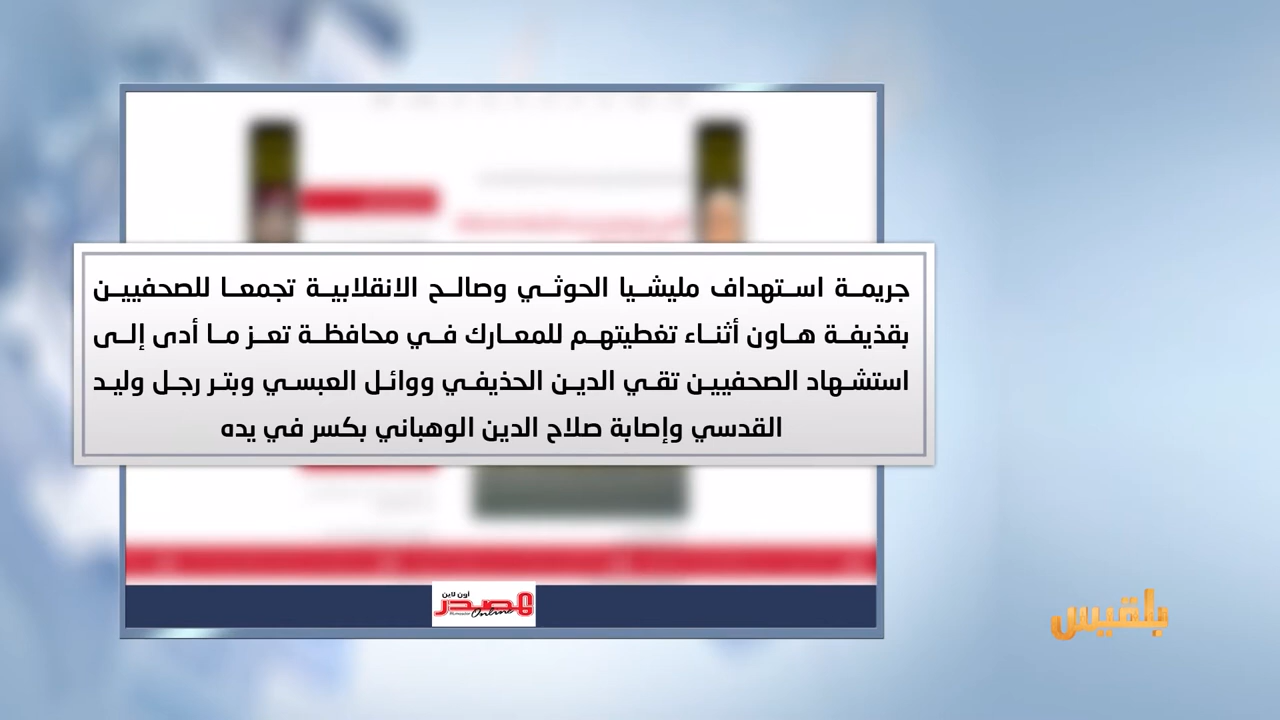 جريمة استهداف مليشيا الحوثي وصالح الانقلابية تجمعا للصحفيين
بقذيفة هاون أثناء تغطيتهم للمعارك في محافظة تعز ما أدى إلى
استشهاد الصحفيين تقي الدين الحذيفي ووائل العبسي وبتر رجل وليد
القدسي وإصابة صلاح الدين الوهباني بكسر في يده
أون لاين
المصدر
Online
بلقيس